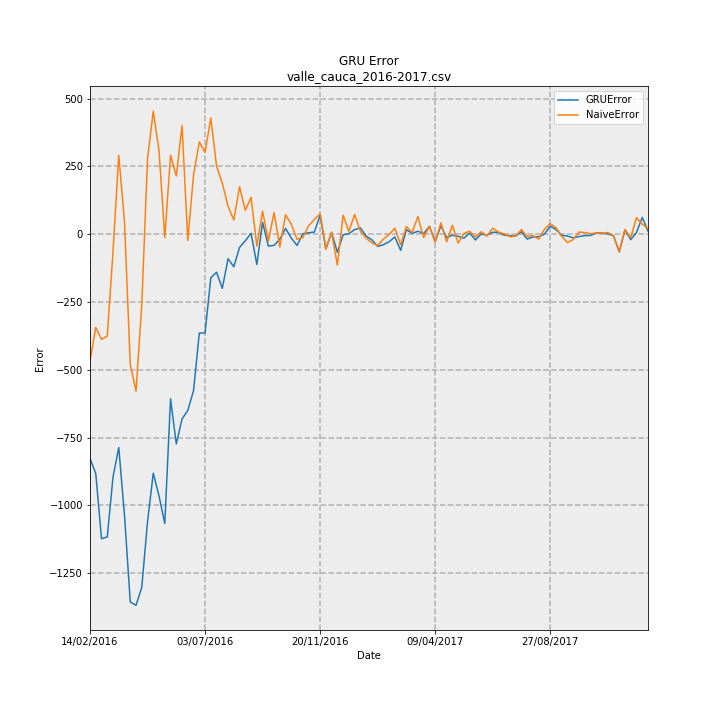 GRU Error
valle_cauca_2016-2017.csv
GRUError
NaiveError
500
250
0
−250
−500
−750
−1000
−1250
Error
14/02/2016
03/07/2016
20/11/2016
09/04/2017
27/08/2017
Date